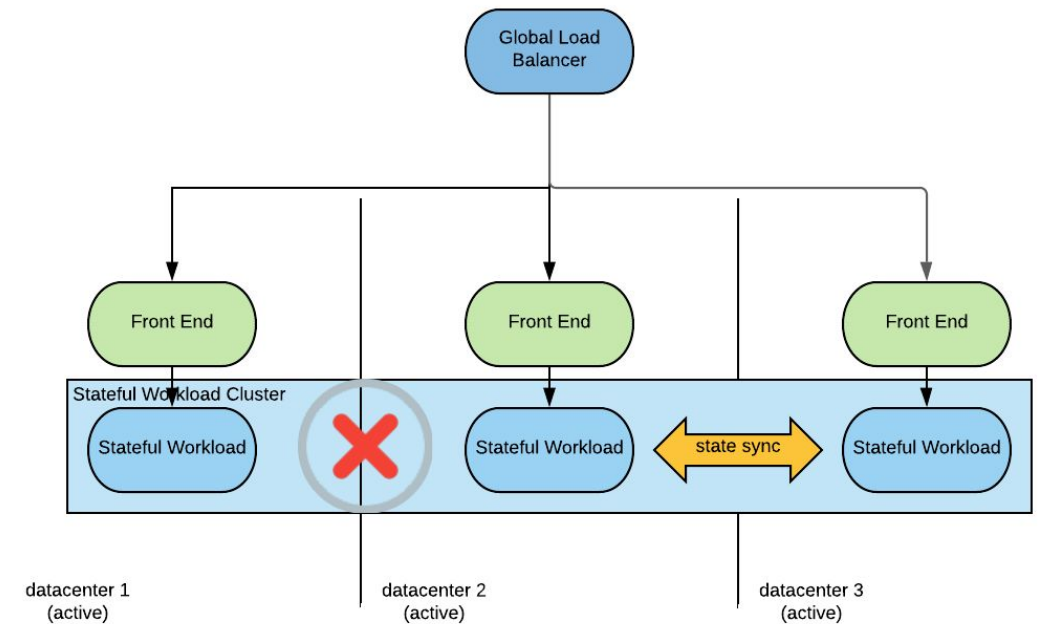 Global Load
Balancer
Front End
Front End
Front End
Stateful Workload Cluster
Stateful Workload
Stateful Workload
state sync
Stateful Workload
datacenter 1
(active)
datacenter 2
(active)
datacenter 3
(active)